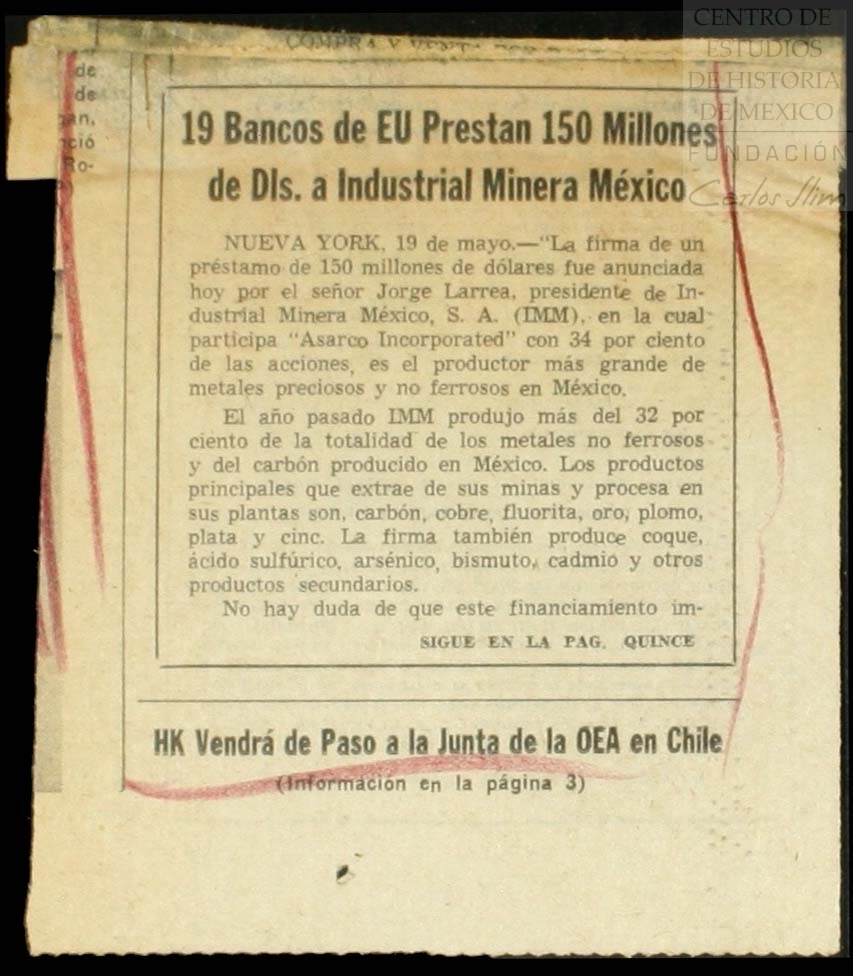 CENTRO DE
ESTUDIOS
DE HISTORIA
DE MEXICO
FUNDACIÓN
Carlos Slim
COMPRA Y VENTA
de
de
an,
ció
Ro-
19 Bancos de EU Prestan 150 Millones
de Dls. a Industrial Minera México
NUEVA YORK, 19 de mayo.—"La firma de un
préstamo de 150 millones de dólares fue anunciada
hoy por el señor Jorge Larrea, presidente de In-
dustrial Minera México, S. A. (IMM), en la cual
participa "Asarco Incorporated" con 34 por ciento
de las acciones, es el productor más grande de
metales preciosos y no ferrosos en México.
El año pasado IMM produjo más del 32 por
ciento de la totalidad de los metales no ferrosos
y del carbón producido en México. Los productos
principales que extrae de sus minas y procesa en
sus plantas son, carbón, cobre, fluorita, oro, plomo,
plata y cinc. La firma también produce coque,
ácido sulfúrico, arsénico, bismuto, cadmio y otros
productos secundarios.
No hay duda de que este financiamiento im-
SIGUE EN LA PAG. QUINCE
HK Vendrá de Paso a la Junta de la OEA en Chile
(Información en la página 3)